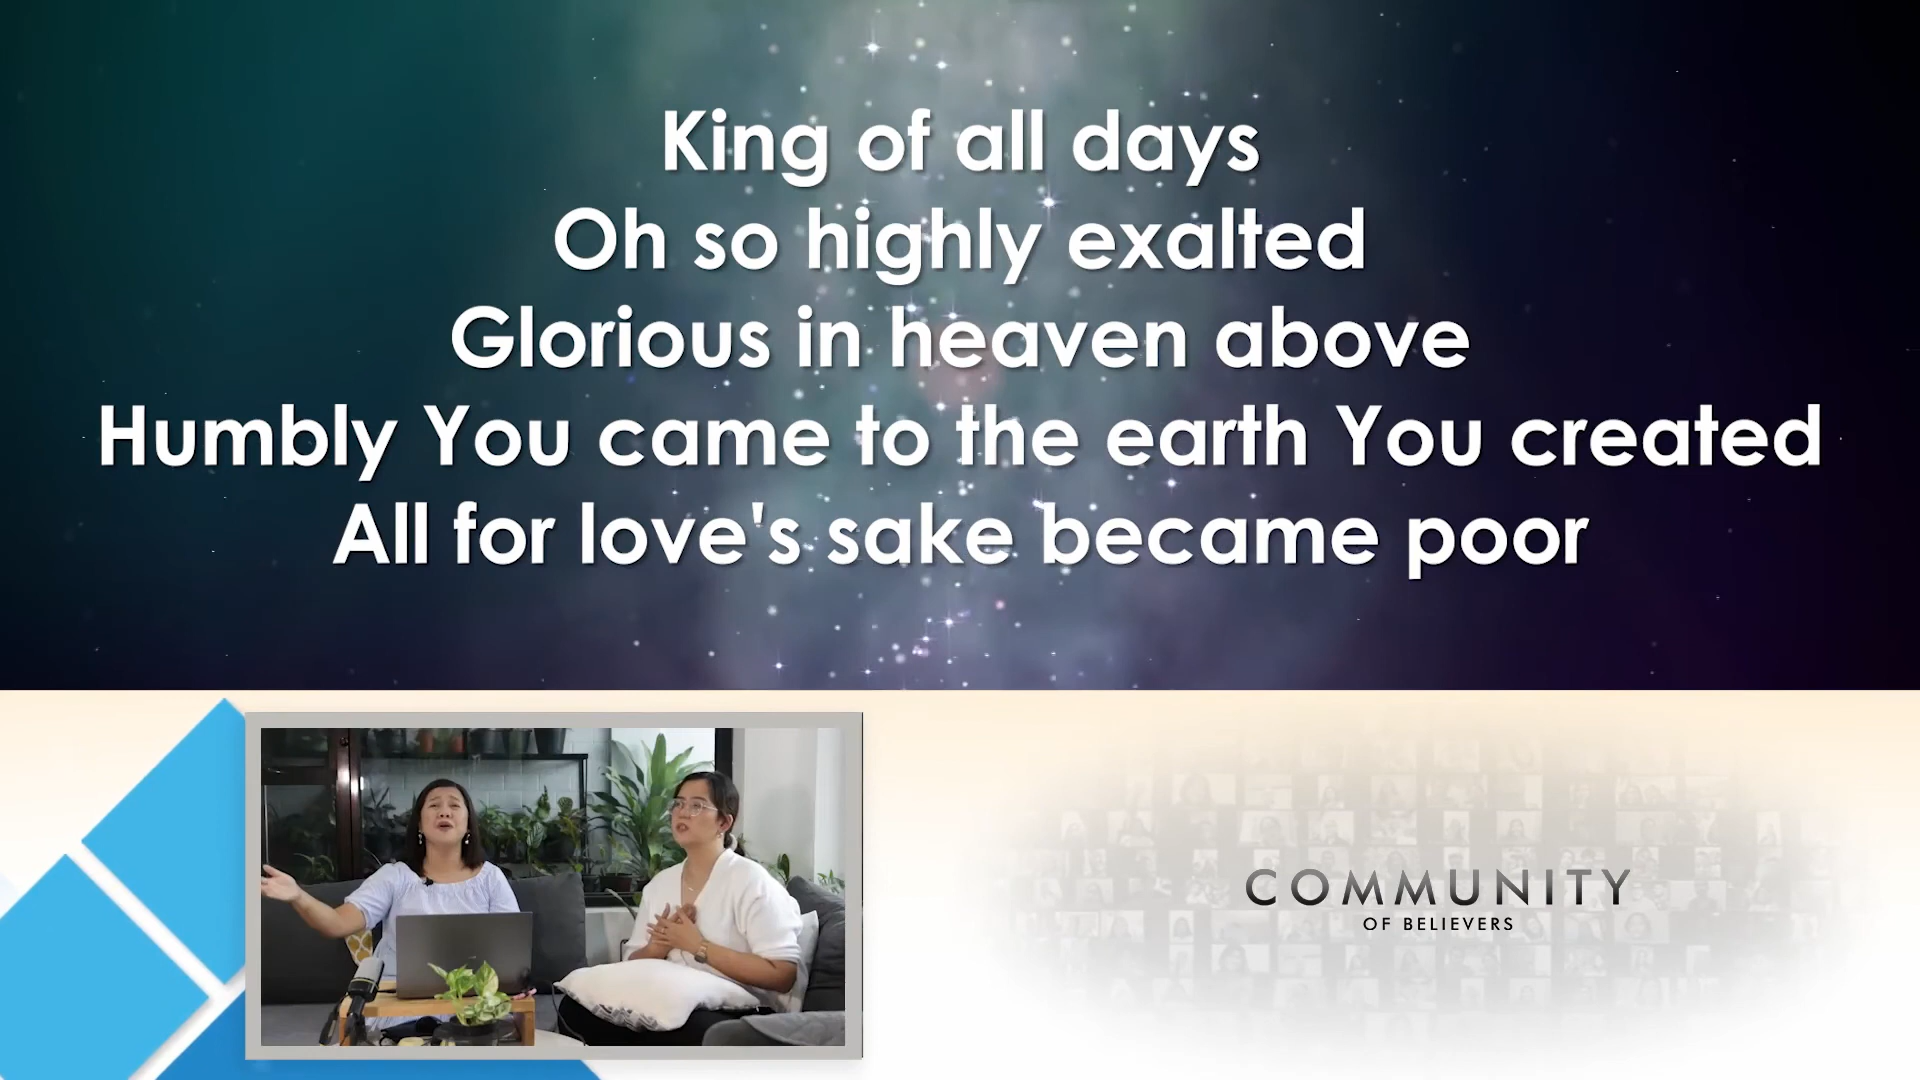 King of all days
Oh so highly exalted
Glorious in heaven above
Humbly You came to the earth You created
All for love's sake became poor
COMMUNITY
OF BELIEVERS